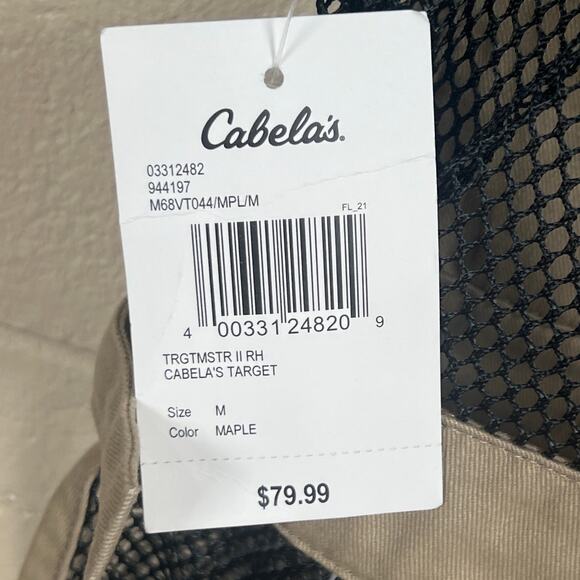 Cabela's.
03312482
944197
M68VT044/MPL/M
FL_21
4 00331 24820 9
TRGTMSTR II RH
CABELA'S TARGET
Size M
Color MAPLE
$79.99